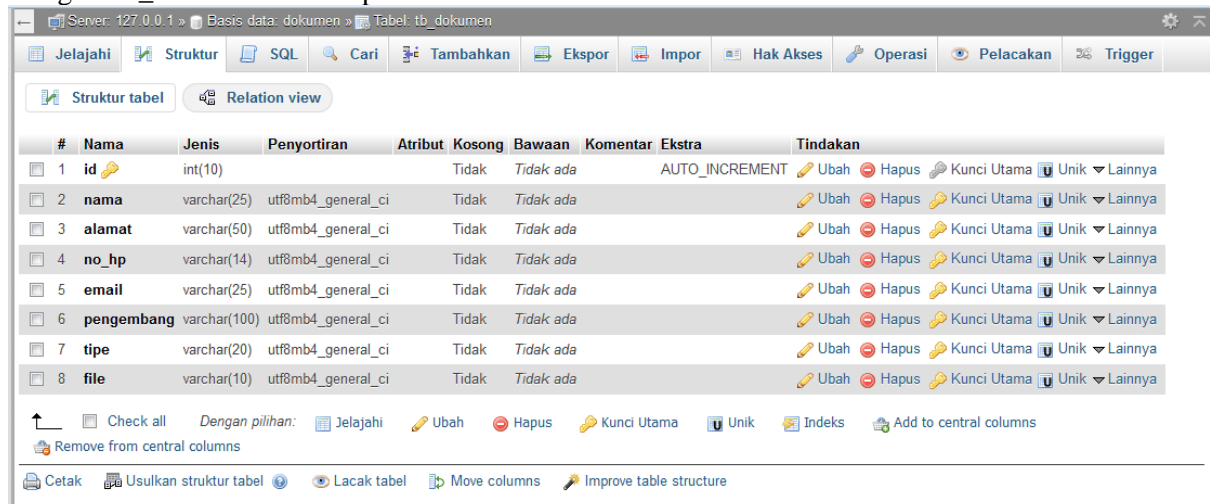 Server: 127.0.0.1 » Basis data: dokumen » Tabel: tb_dokumen
Jelajahi Struktur SQL Cari Tambahkan Ekspor Impor Hak Akses Operasi Pelacakan Trigger
Struktur tabel Relation view
# Nama Jenis Penyortiran Atribut Kosong Bawaan Komentar Ekstra Tindakan
1 id int(10) Tidak Tidak ada AUTO_INCREMENT Ubah Hapus Kunci Utama Unik Lainnya
2 nama varchar(25) utf8mb4_general_ci Tidak Tidak ada Ubah Hapus Kunci Utama Unik Lainnya
3 alamat varchar(50) utf8mb4_general_ci Tidak Tidak ada Ubah Hapus Kunci Utama Unik Lainnya
4 no_hp varchar(14) utf8mb4_general_ci Tidak Tidak ada Ubah Hapus Kunci Utama Unik Lainnya
5 email varchar(25) utf8mb4_general_ci Tidak Tidak ada Ubah Hapus Kunci Utama Unik Lainnya
6 pengembang varchar(100) utf8mb4_general_ci Tidak Tidak ada Ubah Hapus Kunci Utama Unik Lainnya
7 tipe varchar(20) utf8mb4_general_ci Tidak Tidak ada Ubah Hapus Kunci Utama Unik Lainnya
8 file varchar(10) utf8mb4_general_ci Tidak Tidak ada Ubah Hapus Kunci Utama Unik Lainnya
Check all Dengan pilihan: Jelajahi Ubah Hapus Kunci Utama Unik Indeks Add to central columns
Remove from central columns
Cetak Usulkan struktur tabel Lacak tabel Move columns Improve table structure